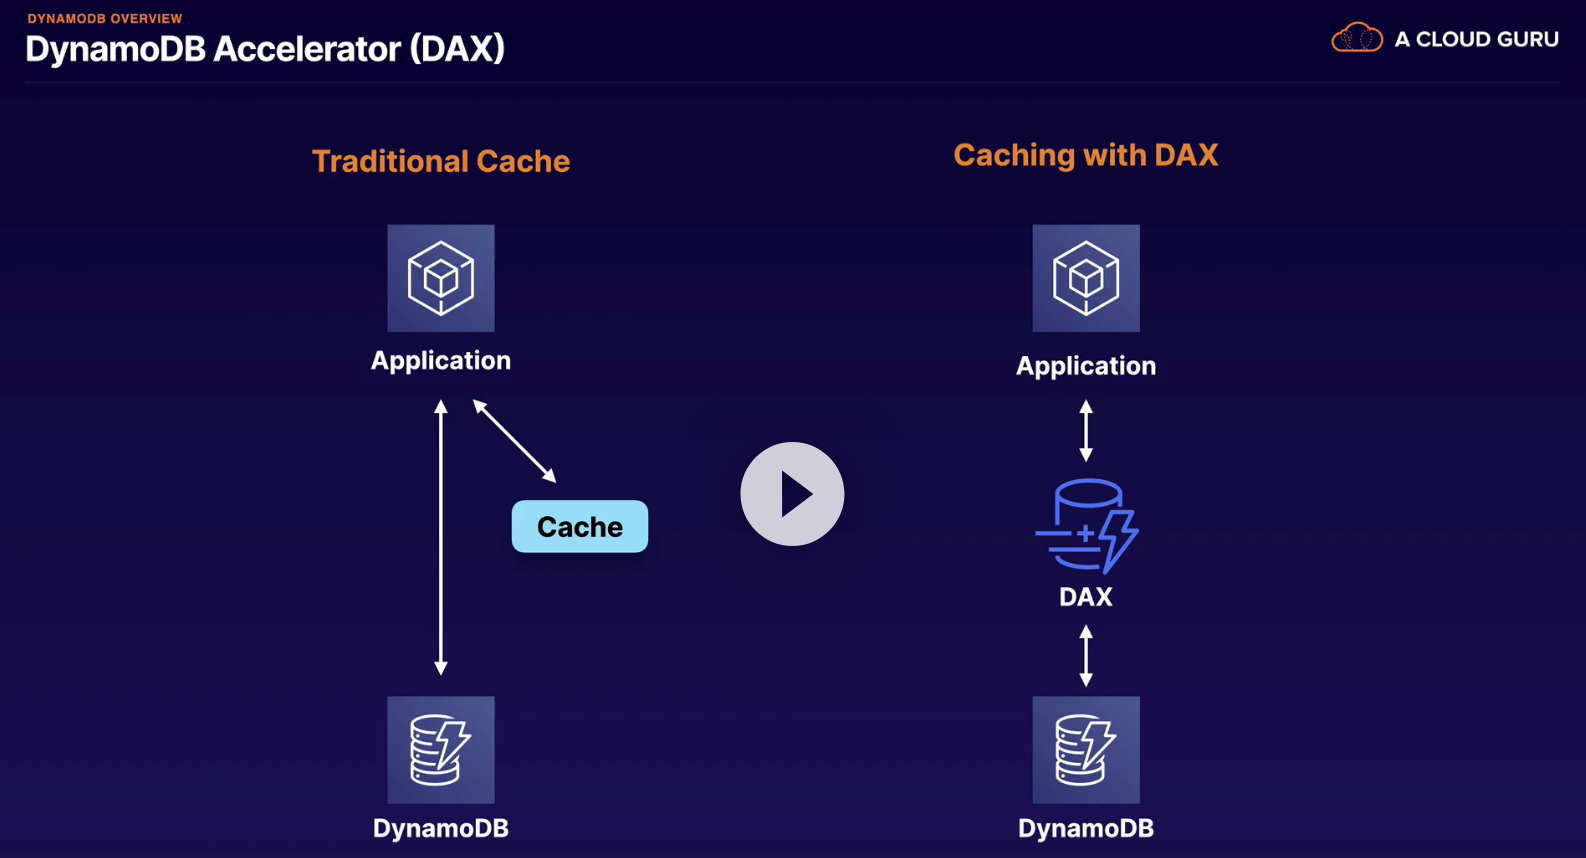 DYNAMODB OVERVIEW
DynamoDB Accelerator (DAX)
A CLOUD GURU
Traditional Cache
Application
Cache
DynamoDB
Caching with DAX
Application
DAX
DynamoDB